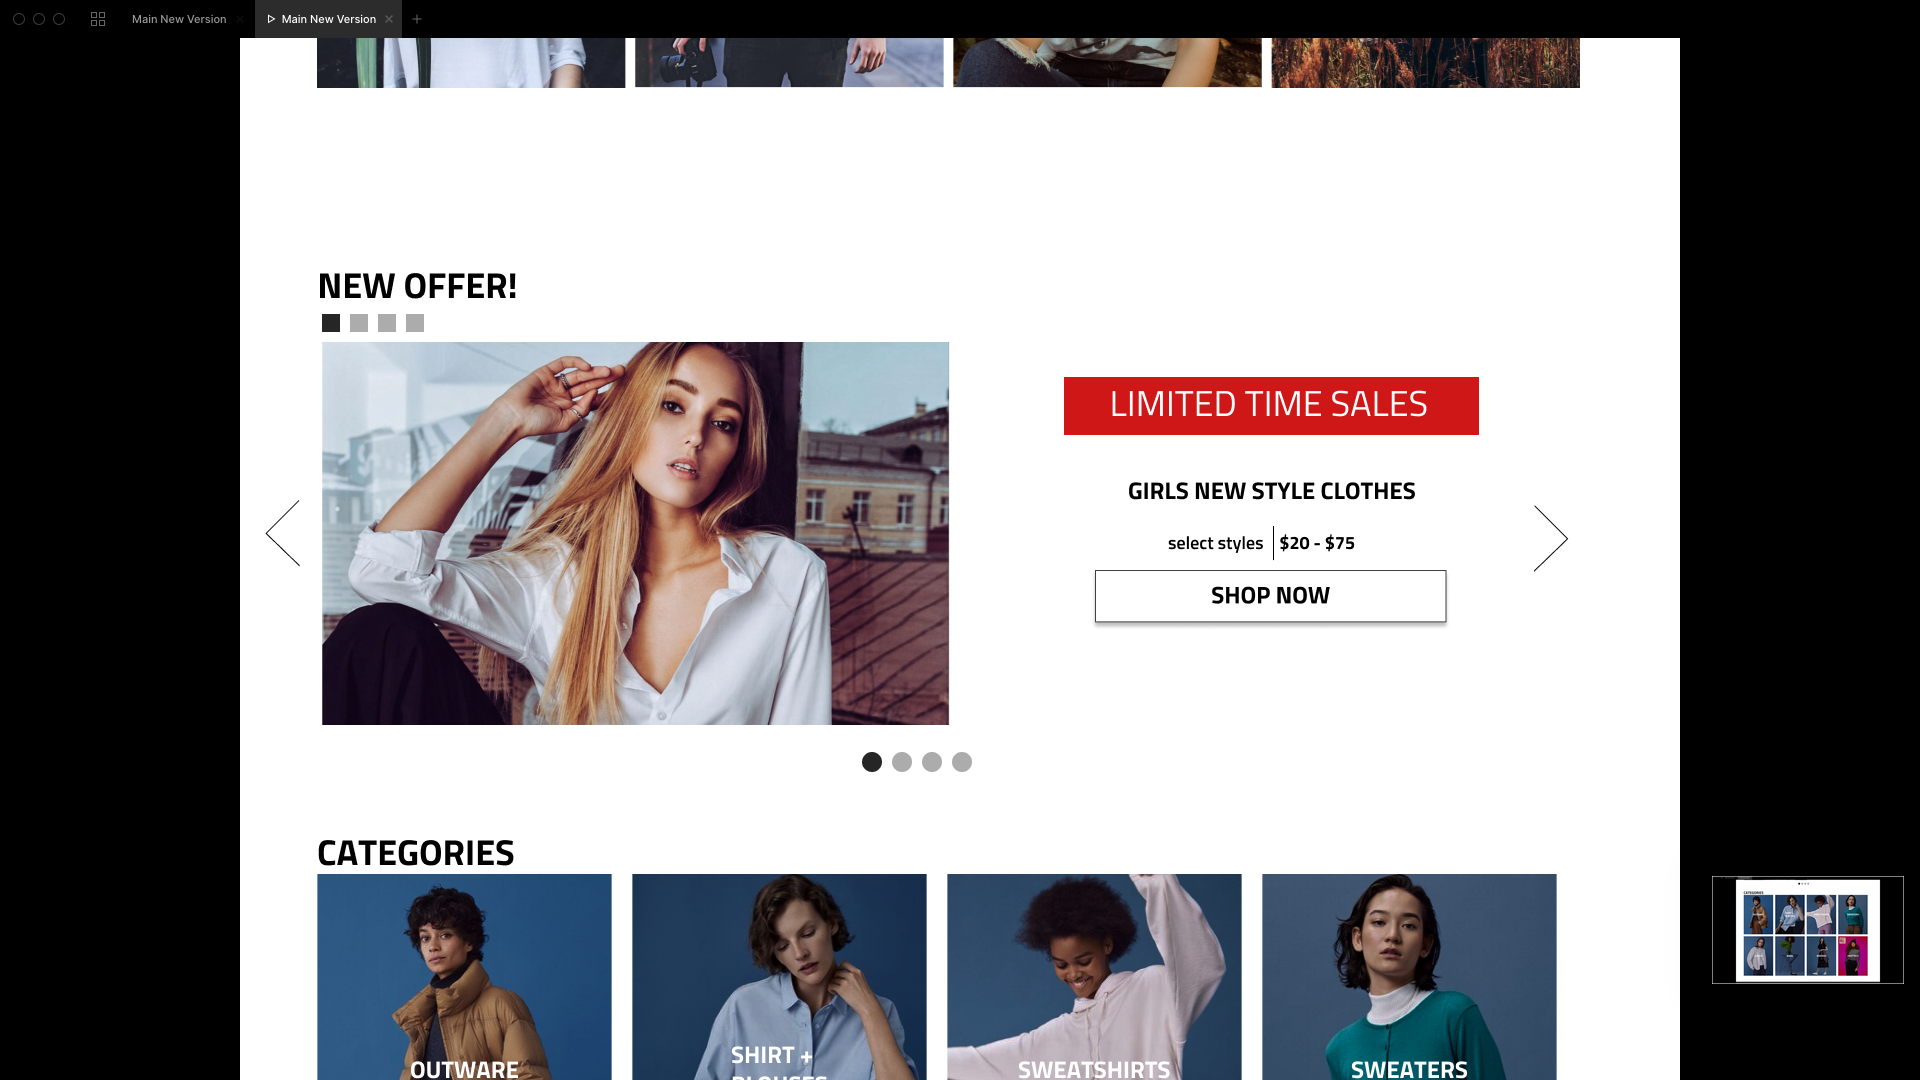 Main New Version
Main New Version
NEW OFFER!
LIMITED TIME SALES
GIRLS NEW STYLE CLOTHES
select styles $20 - $75
SHOP NOW
CATEGORIES
OUTWARE
SHIRT +
BLOUSES
SWEATSHIRTS
SWEATERS